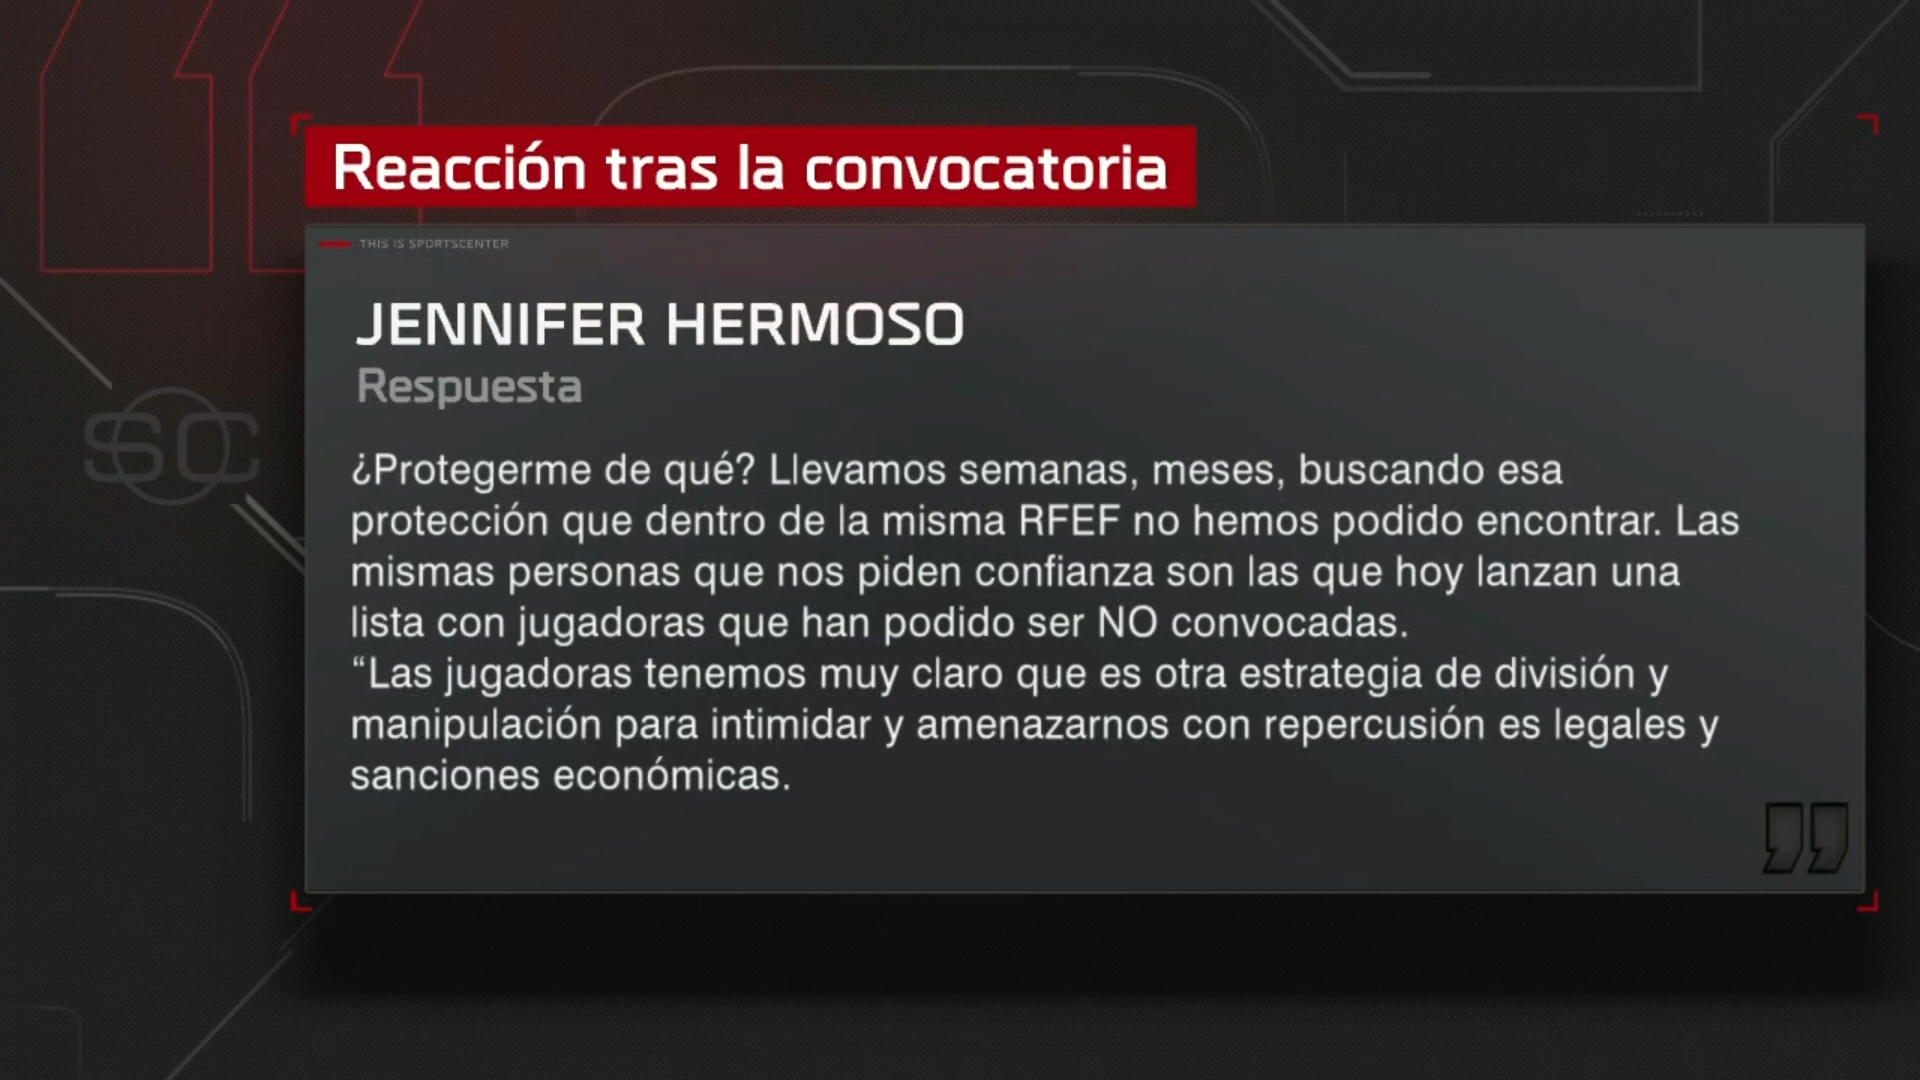 Reacción tras la convocatoria
THIS IS SPORTSCENTER
JENNIFER HERMOSO
Respuesta
SC
¿Protegerme de qué? Llevamos semanas, meses, buscando esa
protección que dentro de la misma RFEF no hemos podido encontrar. Las
mismas personas que nos piden confianza son las que hoy lanzan una
lista con jugadoras que han podido ser NO convocadas.
“Las jugadoras tenemos muy claro que es otra estrategia de división y
manipulación para intimidar y amenazarnos con repercusión es legales y
sanciones económicas.